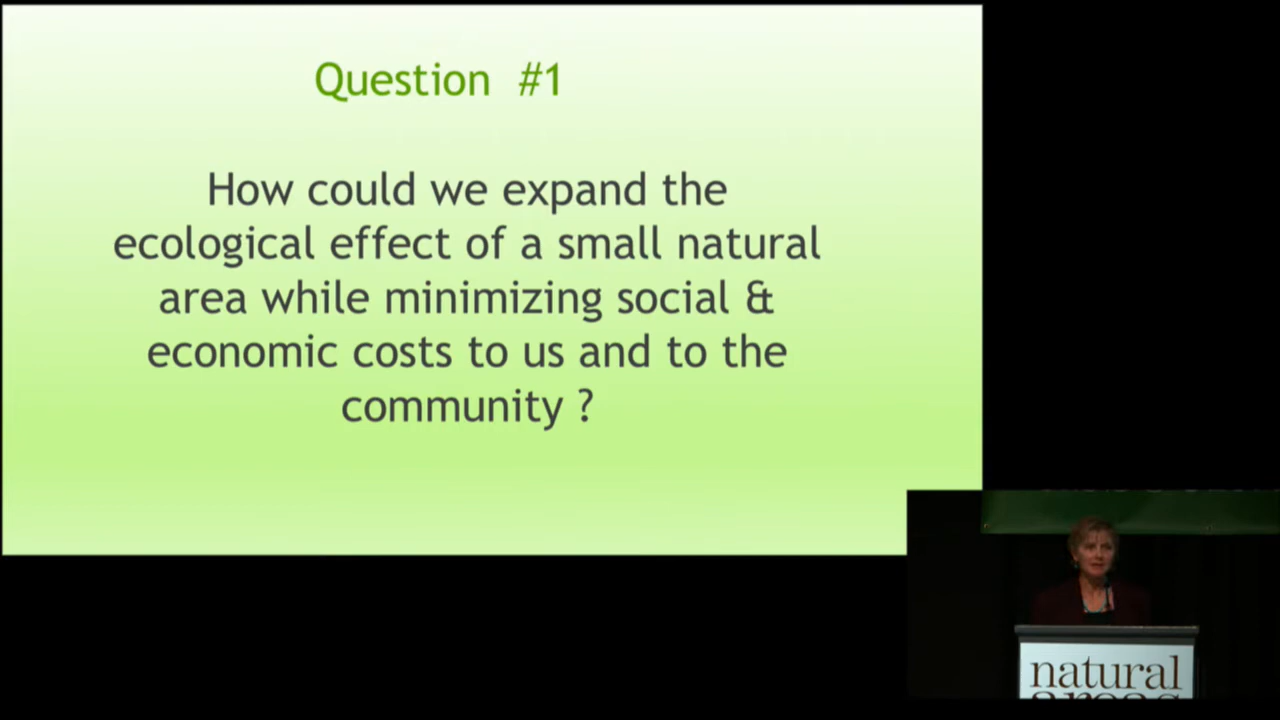 Question #1
How could we expand the
ecological effect of a small natural
area while minimizing social &
economic costs to us and to the
community ?
natural
areas